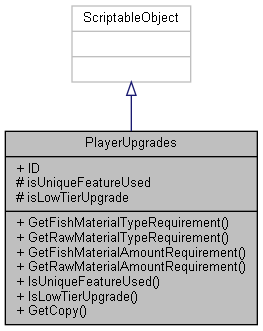 ScriptableObject
PlayerUpgrades
+ ID
# isUniqueFeatureUsed
# isLowTierUpgrade
+ GetFishMaterialTypeRequirement()
+ GetRawMaterialTypeRequirement()
+ GetFishMaterialAmountRequirement()
+ GetRawMaterialAmountRequirement()
+ IsUniqueFeatureUsed()
+ IsLowTierUpgrade()
+ GetCopy()